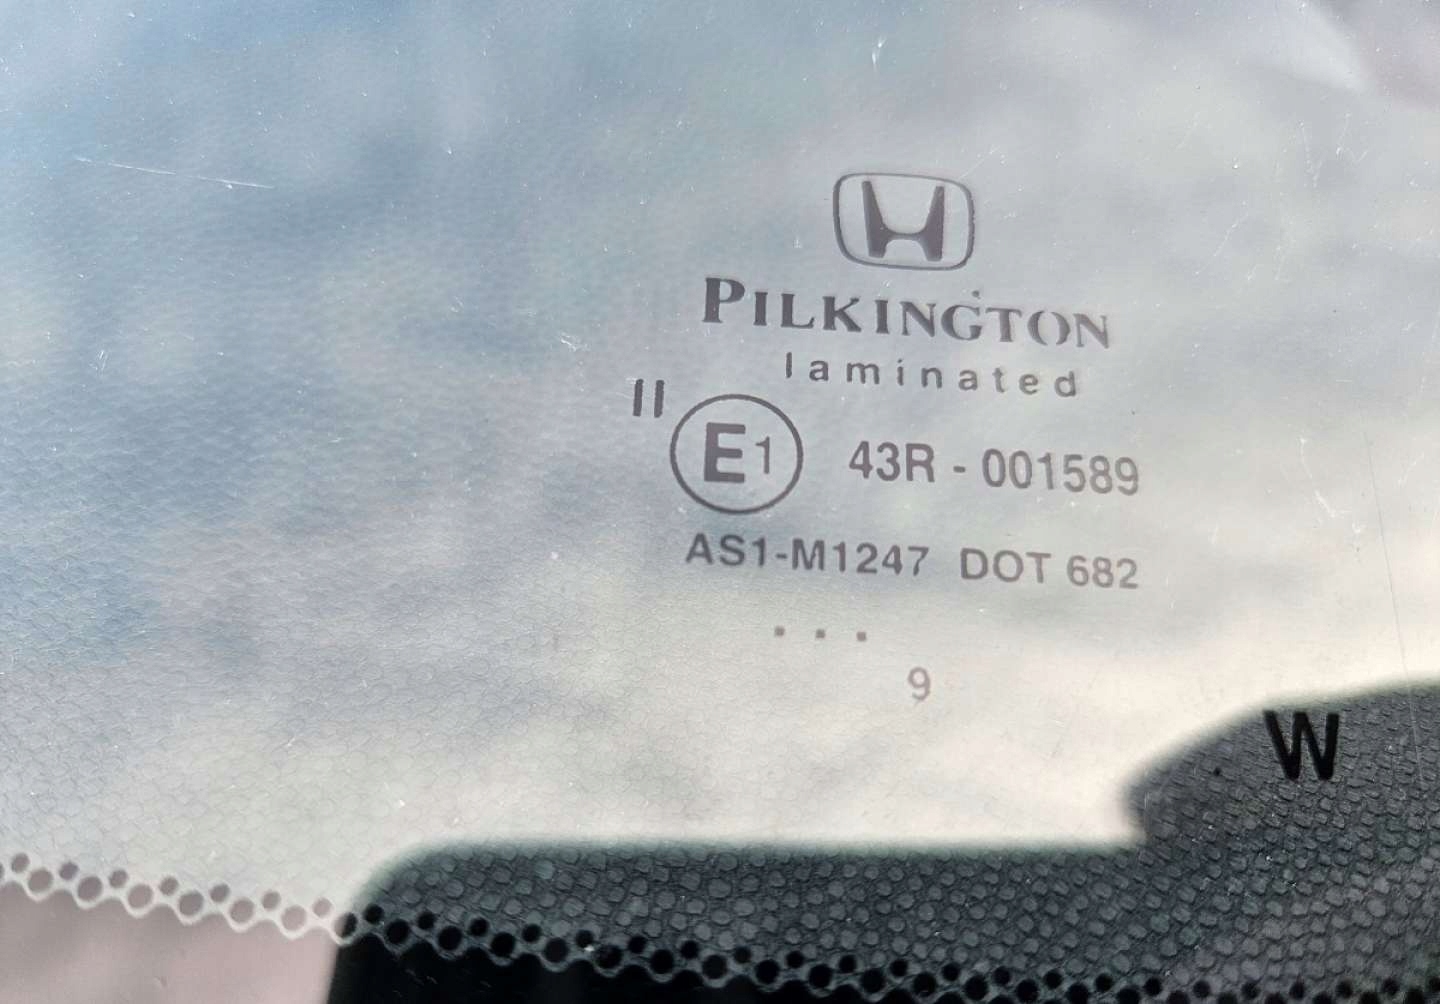 PILKINGTON
laminated
II E1 43R - 001589
AS1-M1247 DOT 682
...
9
W